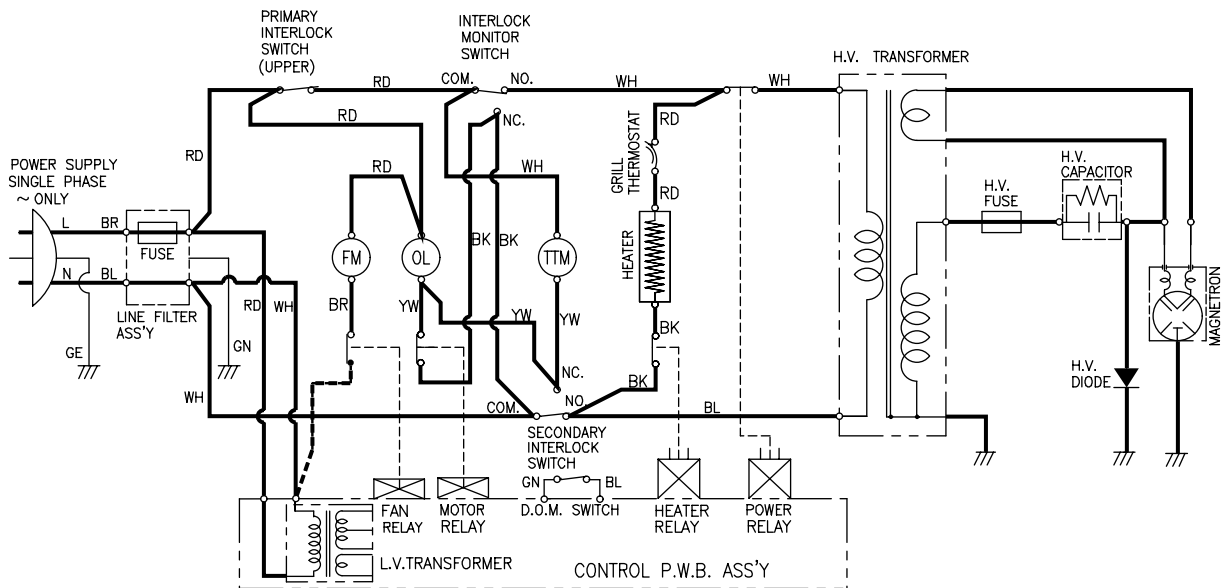 PRIMARY
INTERLOCK
SWITCH
(UPPER)
INTERLOCK
MONITOR
SWITCH
H.V. TRANSFORMER
RD
COM.
NO.
WH
WH
RD
NC.
RD
GRILL
THERMOSTAT
H.V.
CAPACITOR
RD
WH
RD
RD
POWER SUPPLY
SINGLE PHASE
~ ONLY
H.V.
FUSE
L
BR
FUSE
BK
BK
FM
OL
TTM
HEATER
N
BL
RD
WH
BR
YW
YW
YW
BK
MAGNETRON
LINE FILTER
ASS'Y
GE
GN
NC.
BK
H.V.
DIODE
WH
COM.
NO.
BL
SECONDARY
INTERLOCK
SWITCH
GN
BL
FAN
RELAY
MOTOR
RELAY
D.O.M. SWITCH
HEATER
RELAY
POWER
RELAY
L.V.TRANSFORMER
CONTROL P.W.B. ASS'Y